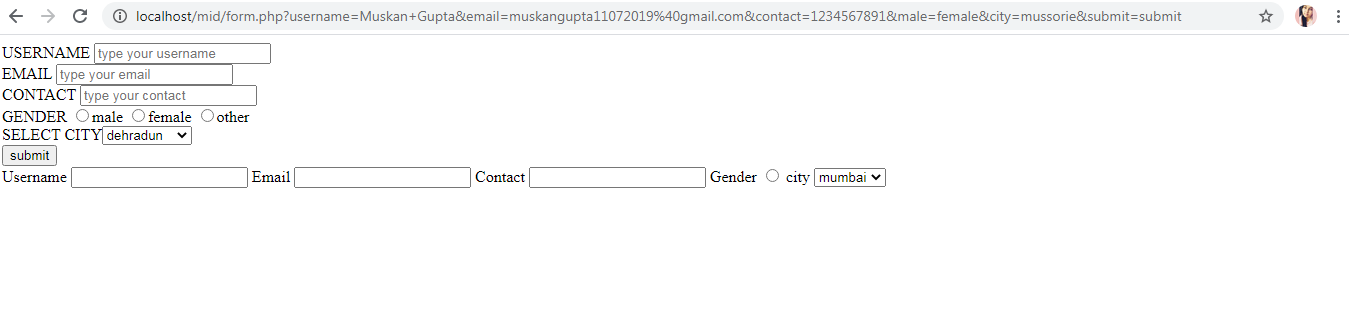 localhost/mid/form.php?username=Muskan+Gupta&email=muskangupta11072019%40gmail.com&contact=1234567891&male=female&city=mussorie&submit=submit
USERNAME type your username
EMAIL type your email
CONTACT type your contact
GENDER male female other
SELECT CITY dehradun
submit
Username Email Contact Gender city mumbai